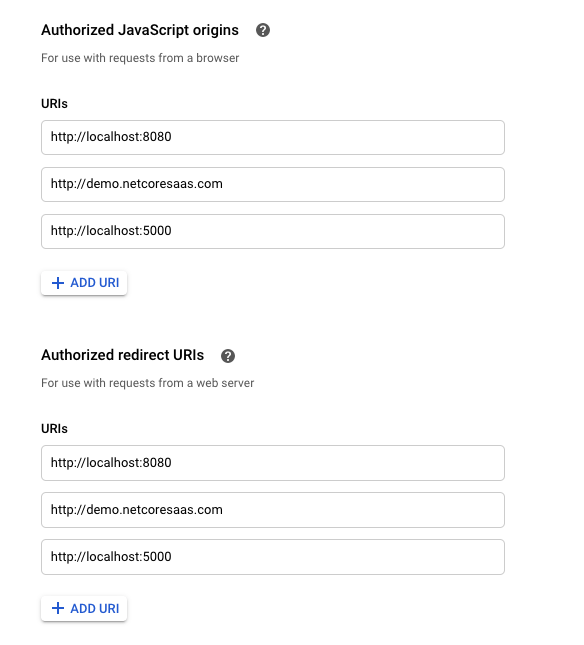 Authorized JavaScript origins ?
For use with requests from a browser
URIs
http://localhost:8080
http://demo.netcoresaas.com
http://localhost:5000
+ ADD URI
Authorized redirect URIs ?
For use with requests from a web server
URIs
http://localhost:8080
http://demo.netcoresaas.com
http://localhost:5000
+ ADD URI